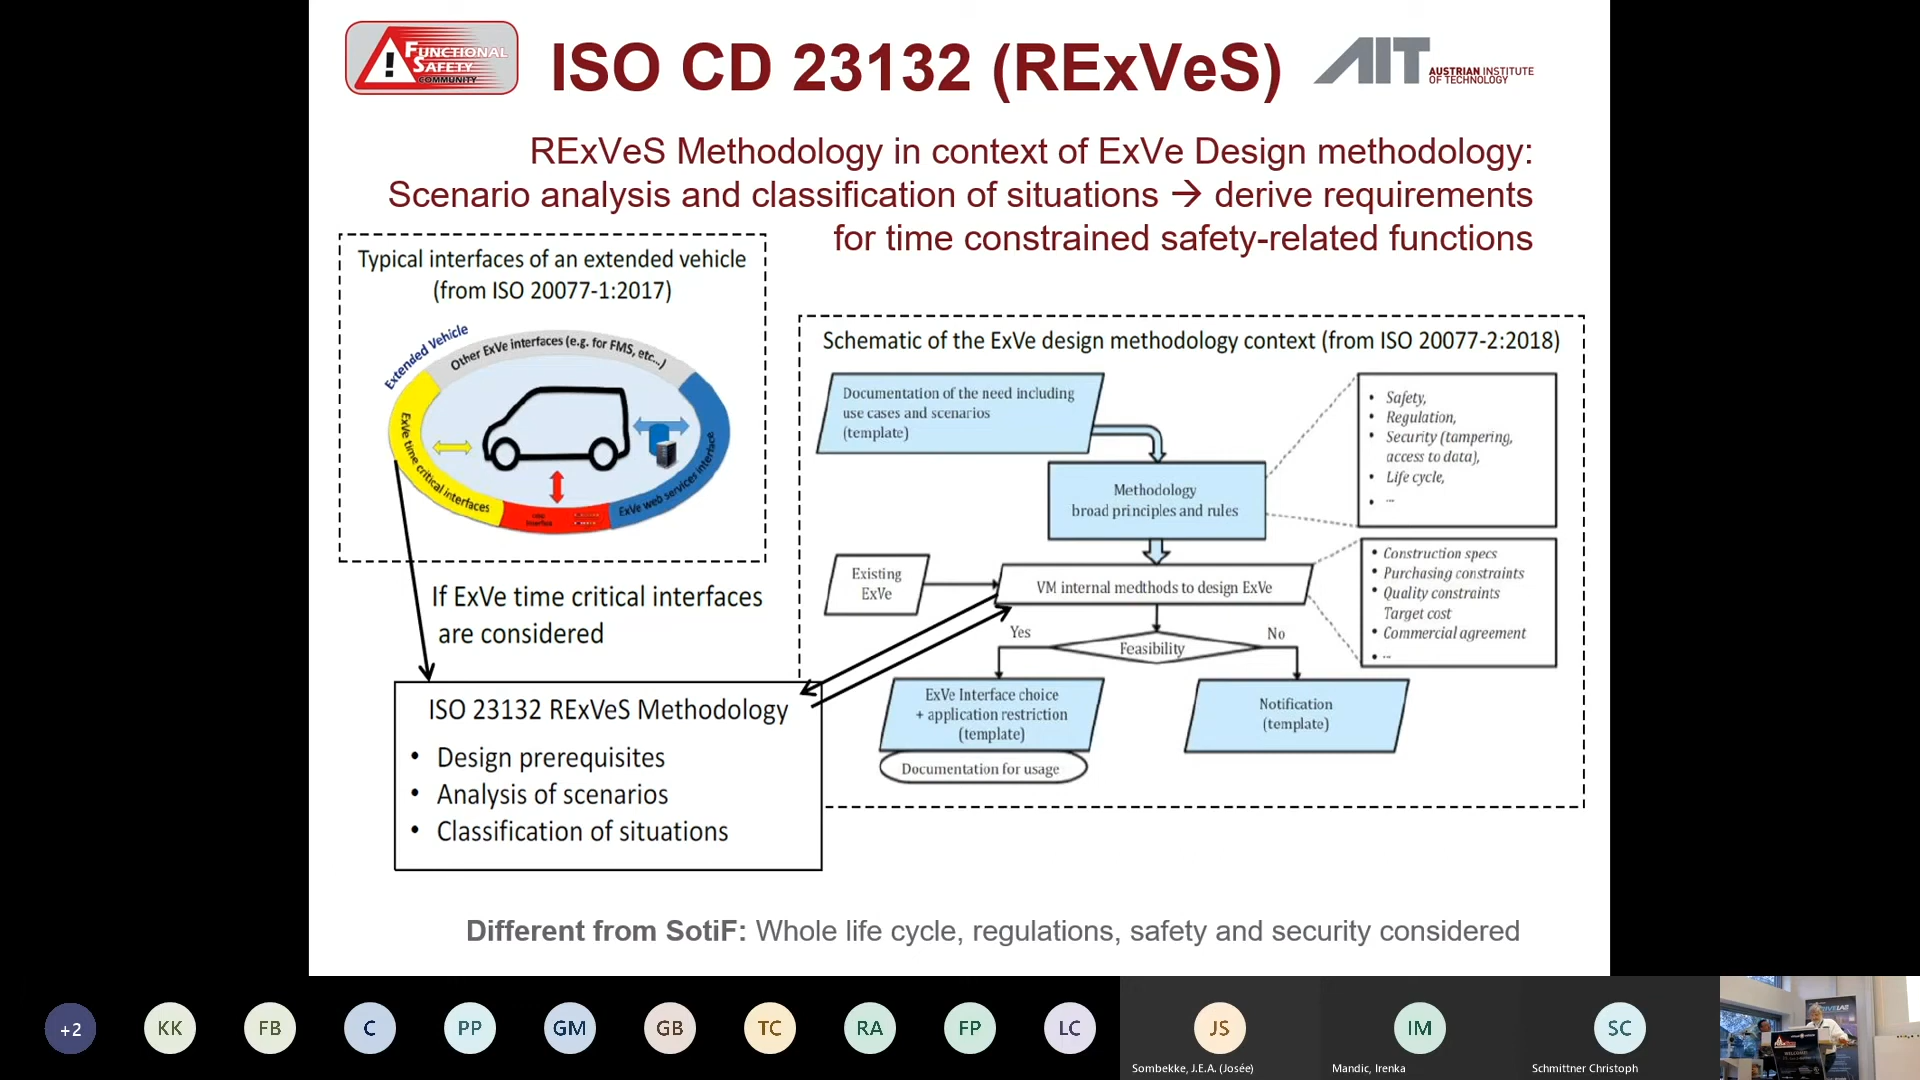 FUNCTIONAL
SAFETY
COMMUNITY
ISO CD 23132 (RExVeS)
AIT AUSTRIAN INSTITUTE
OF TECHNOLOGY
RExVeS Methodology in context of ExVe Design methodology:
Scenario analysis and classification of situations → derive requirements
for time constrained safety-related functions
Typical interfaces of an extended vehicle
(from ISO 20077-1:2017)
Extended Vehicle
Other ExVe interfaces (e.g. for FMS, etc...)
ExVe time critical interfaces
ExVe web services interface
If ExVe time critical interfaces
are considered
ISO 23132 RExVeS Methodology
• Design prerequisites
• Analysis of scenarios
• Classification of situations
Schematic of the ExVe design methodology context (from ISO 20077-2:2018)
Documentation of the need including
use cases and scenarios
(template)
Methodology
broad principles and rules
• Safety,
• Regulation,
• Security (tampering,
access to data),
• Life cycle,
• ...
Existing
ExVe
VM internal medthods to design ExVe
• Construction specs
• Purchasing constraints
• Quality constraints
Target cost
• Commercial agreement
• ...
Yes
Feasibility
No
ExVe Interface choice
+ application restriction
(template)
Documentation for usage
Notification
(template)
Different from SotiF: Whole life cycle, regulations, safety and security considered
+2
KK
FB
C
PP
GM
GB
TC
RA
FP
LC
JS
IM
SC
Sombekke, J.E.A. (Josée)
Mandic, Irenka
Schmittner Christoph